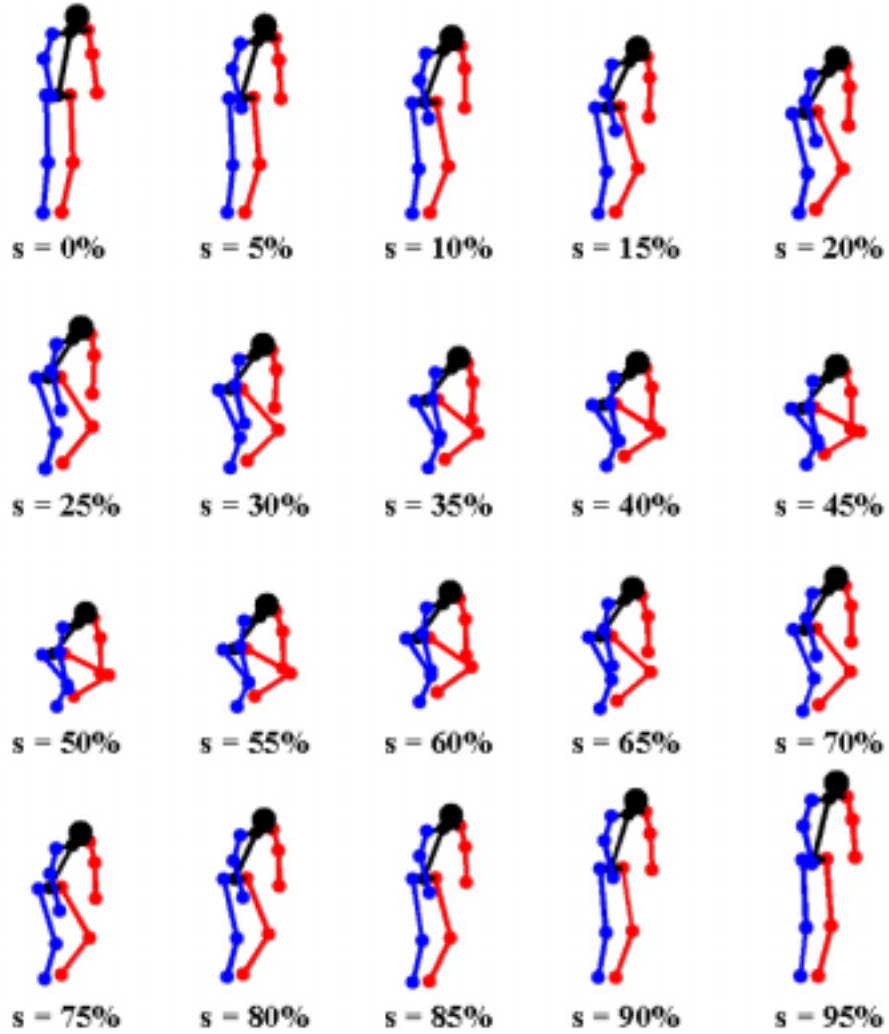 s = 0% s = 5% s = 10% s = 15% s = 20%
s = 25% s = 30% s = 35% s = 40% s = 45%
s = 50% s = 55% s = 60% s = 65% s = 70%
s = 75% s = 80% s = 85% s = 90% s = 95%